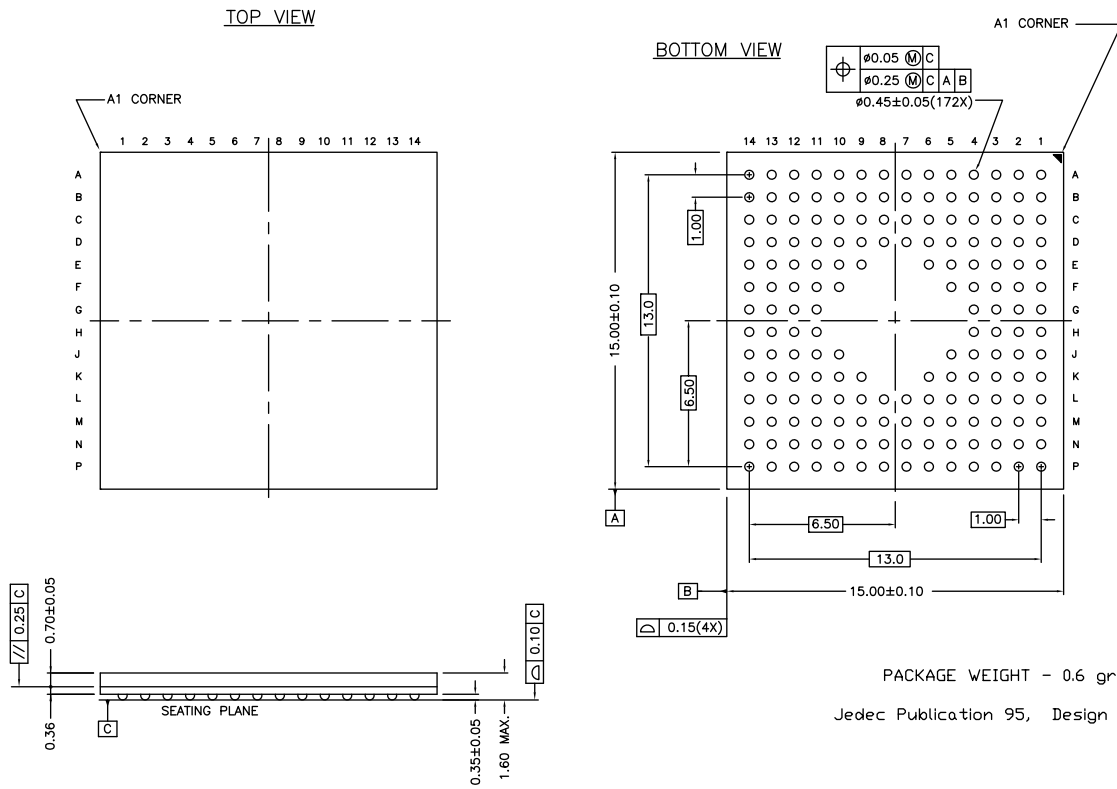 TOP VIEW
A1 CORNER
1 2 3 4 5 6 7 8 9 10 11 12 13 14
A
B
C
D
E
F
G
H
J
K
L
M
N
P
BOTTOM VIEW
A1 CORNER
ø0.05 Ⓜ C
ø0.25 Ⓜ C A B
ø0.45±0.05(172X)
14 13 12 11 10 9 8 7 6 5 4 3 2 1
A
B
C
D
E
F
G
H
J
K
L
M
N
P
1.00
13.0
15.00±0.10
6.50
A
6.50
1.00
13.0
B
15.00±0.10
0.15(4X)
// 0.25 C
0.70±0.05
0.36
C
SEATING PLANE
0.10 C
0.35±0.05
1.60 MAX.
PACKAGE WEIGHT - 0.6 gr
Jedec Publication 95, Design